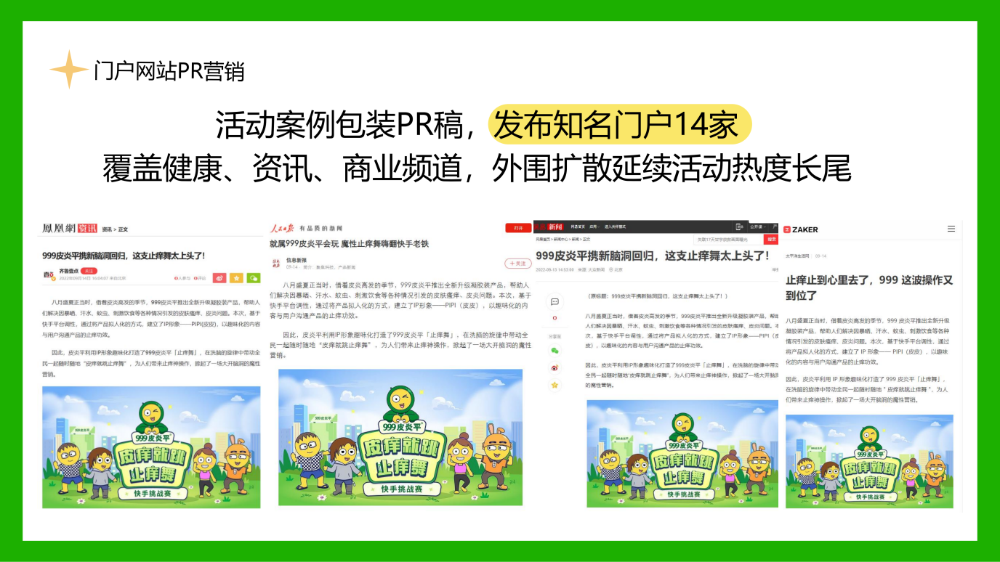 门户网站PR营销
活动案例包装PR稿，发布知名门户14家
覆盖健康、资讯、商业频道，外围扩散延续活动热度长尾
凤凰網资讯 资讯 > 正文
999皮炎平携新脑洞回归，这支止痒舞太上头了！
齐鲁壹点 关注
2022年09月14日 16:04:07 来自北京
0人参与 0评论
八月盛夏正当时，借着皮炎高发的季节，999皮炎平推出全新升级凝胶装产品，帮助人
们解决因暴晒、汗水、蚊虫、刺激饮食等各种情况引发的皮肤瘙痒、皮炎问题。本次，基于
快手平台调性，通过将产品拟人化的方式，建立了IP形象——PIPI(皮皮)，以趣味化的内容
与用户沟通产品的止痒功效。
因此，皮炎平利用IP形象趣味化打造了999皮炎平「止痒舞」，在洗脑的旋律中带动全
民一起随时随地“皮痒就跳止痒舞”，为人们带来止痒神操作，掀起了一场大开脑洞的魔性
营销。
999皮炎平
皮痒就跳
止痒舞
快手挑战赛
人民日报 有品质的新闻
打开
就属999皮炎平会玩 魔性止痒舞嗨翻快手老铁
信息新报
＋关注
八月盛夏正当时，借着皮炎高发的季节，999皮炎平推出全新升级凝胶装产品，帮助人
们解决因暴晒、汗水、蚊虫、刺激饮食等各种情况引发的皮肤瘙痒、皮炎问题。本次，基于
快手平台调性，通过将产品拟人化的方式，建立了IP形象——PIPI（皮皮），以趣味化的内
容与用户沟通产品的止痒功效。
因此，皮炎平利用IP形象趣味化打造了999皮炎平「止痒舞」，在洗脑的旋律中带动全
民一起随时随地“皮痒就跳止痒舞”，为人们带来止痒神操作，掀起了一场大开脑洞的魔性
营销。
999皮炎平
皮痒就跳
止痒舞
快手挑战赛
新闻 网易首页 应用 进入关怀模式
公开课
网易首页 > 新闻中心 > 新闻 > 正文
搜索
999皮炎平携新脑洞回归，这支止痒舞太上头了！
2022-09-13 14:53:00 来源: 大众新闻 北京
0
分享至
（原标题：999皮炎平携新脑洞回归，这支止痒舞太上头了！）
八月盛夏正当时，借着皮炎高发的季节，999皮炎平推出全新升级凝胶装产品，帮
人们解决因暴晒、汗水、蚊虫、刺激饮食等各种情况引发的皮肤瘙痒、皮炎问题。
次，基于快手平台调性，通过将产品拟人化的方式，建立了IP形象——PIPI（
皮），以趣味化的内容与用户沟通产品的止痒功效。
因此，皮炎平利用IP形象趣味化打造了999皮炎平「止痒舞」，在洗脑的旋律中带动
全民一起随时随地“皮痒就跳止痒舞”，为人们带来止痒神操作，掀起了一场大开脑洞
的魔性营销。
999皮炎平
皮痒就跳
止痒舞
快手挑战赛
ZAKER
太平洋生活网 09-14
止痒止到心里去了，999 这波操作又
到位了
八月盛夏正当时，借着皮炎高发的季节，999 皮炎平推出全新升级
凝胶装产品，帮助人们解决因暴晒、汗水、蚊虫、刺激饮食等各种
情况引发的皮肤瘙痒、皮炎问题。本次，基于快手平台调性，通过
将产品拟人化的方式，建立了 IP 形象—— PIPI（皮皮），以趣味
化的内容与用户沟通产品的止痒功效。
因此，皮炎平利用 IP 形象趣味化打造了 999 皮炎平「止痒舞」，
在洗脑的旋律中带动全民一起随时随地 " 皮痒就跳止痒舞 "，为人
们带来止痒神操作，掀起了一场大开脑洞的魔性营销。
999皮炎平
皮痒就跳
止痒舞
快手挑战赛